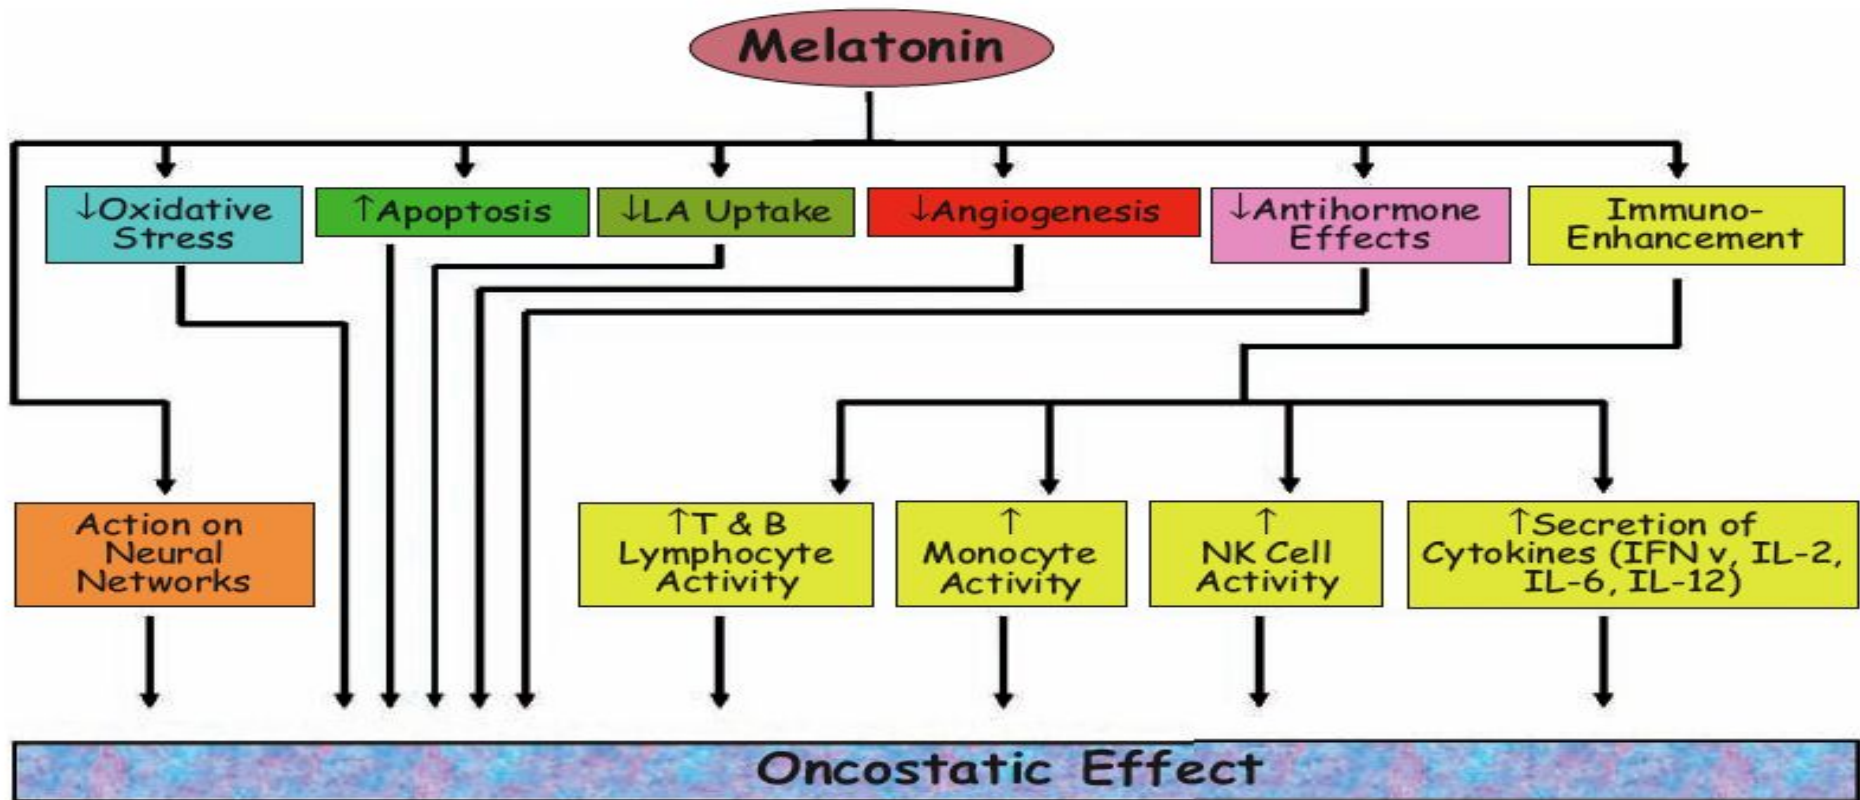 Melatonin
↓Oxidative
Stress
↑Apoptosis
↓LA Uptake
↓Angiogenesis
↓Antihormone
Effects
Immuno-
Enhancement
Action on
Neural
Networks
↑T & B
Lymphocyte
Activity
↑
Monocyte
Activity
↑
NK Cell
Activity
↑Secretion of
Cytokines (IFN v, IL-2,
IL-6, IL-12)
Oncostatic Effect